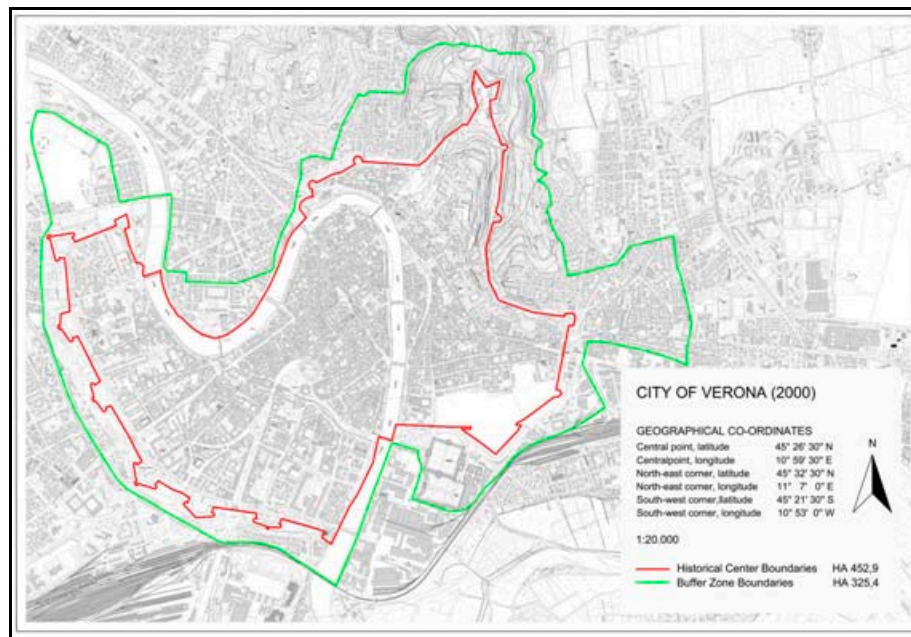 CITY OF VERONA (2000)
GEOGRAPHICAL CO-ORDINATES
Central point, latitude 45° 26' 30" N
Centralpoint, longitude 10° 59' 30" E
North-east corner, latitude 45° 32' 30" N
North-east corner, longitude 11° 7' 0" E
South-west corner,llatitude 45° 21' 30" S
South-west corner, longitude 10° 53' 0" W
N
1:20.000
Historical Center Boundaries HA 452,9
Buffer Zone Boundaries HA 325,4